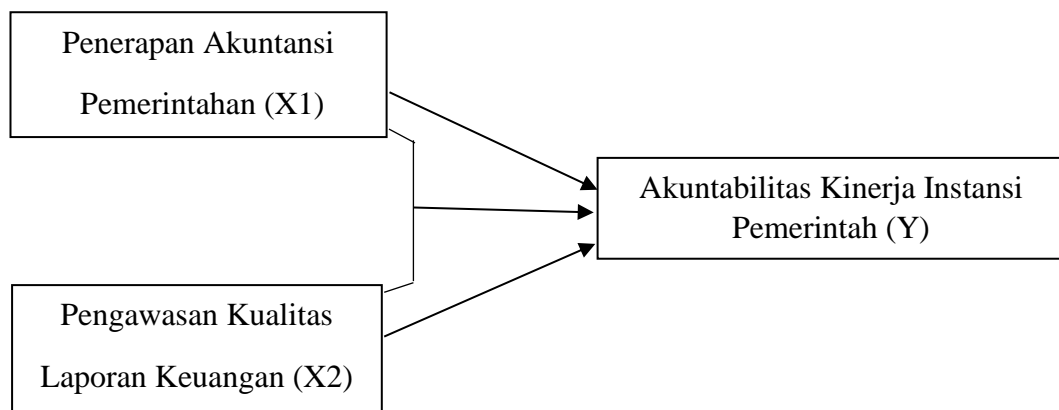 Penerapan Akuntansi
Pemerintahan (X1)
Akuntabilitas Kinerja Instansi
Pemerintah (Y)
Pengawasan Kualitas
Laporan Keuangan (X2)